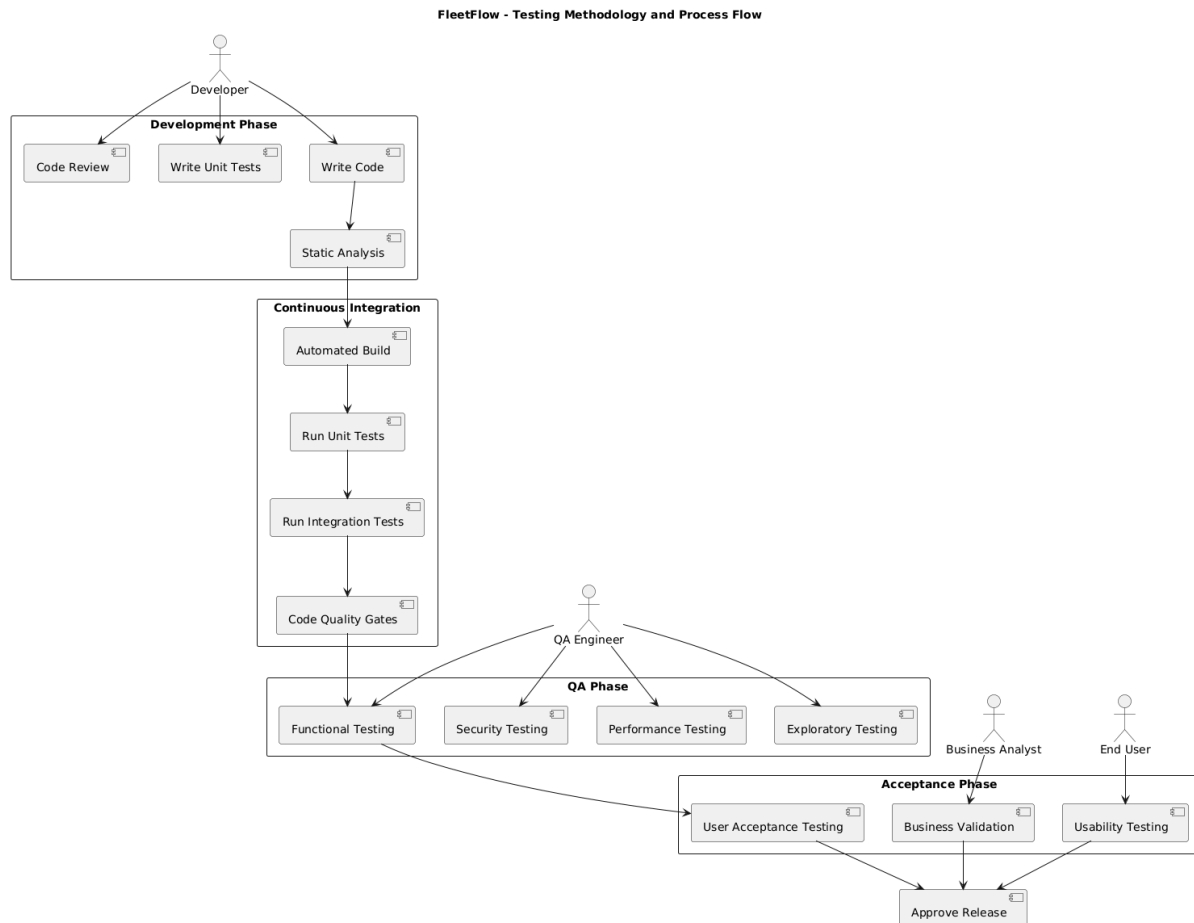 FleetFlow - Testing Methodology and Process Flow
Developer
Development Phase
Code Review
Write Unit Tests
Write Code
Static Analysis
Continuous Integration
Automated Build
Run Unit Tests
Run Integration Tests
Code Quality Gates
QA Engineer
QA Phase
Functional Testing
Security Testing
Performance Testing
Exploratory Testing
Business Analyst
End User
Acceptance Phase
User Acceptance Testing
Business Validation
Usability Testing
Approve Release